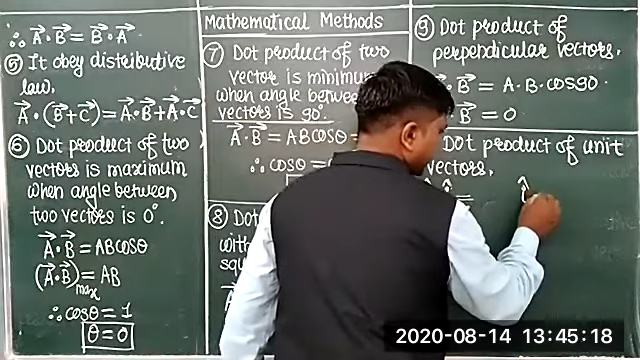 ∴ A⃗·B⃗ = B⃗·A⃗
⑤ It obey distributive
law.
A⃗·(B⃗+C⃗) = A⃗·B⃗+A⃗·C⃗
⑥ Dot product of two
vectors is maximum
when angle between
two vectors is 0°.
A⃗·B⃗ = ABcosθ
(A⃗·B⃗)max = AB
∴ cosθ = 1
θ = 0
Mathematical Methods
⑦ Dot product of two
vector is minimum
when angle between
vectors is 90°.
A⃗·B⃗ = ABcosθ =
∴ cosθ =
⑧ Dot
with
squ
⑨ Dot product of
perpendicular vectors.
· B⃗ = A·B·cos90·
· B⃗ = 0
Dot product of unit
vectors.
=
2020-08-14 13:45:18